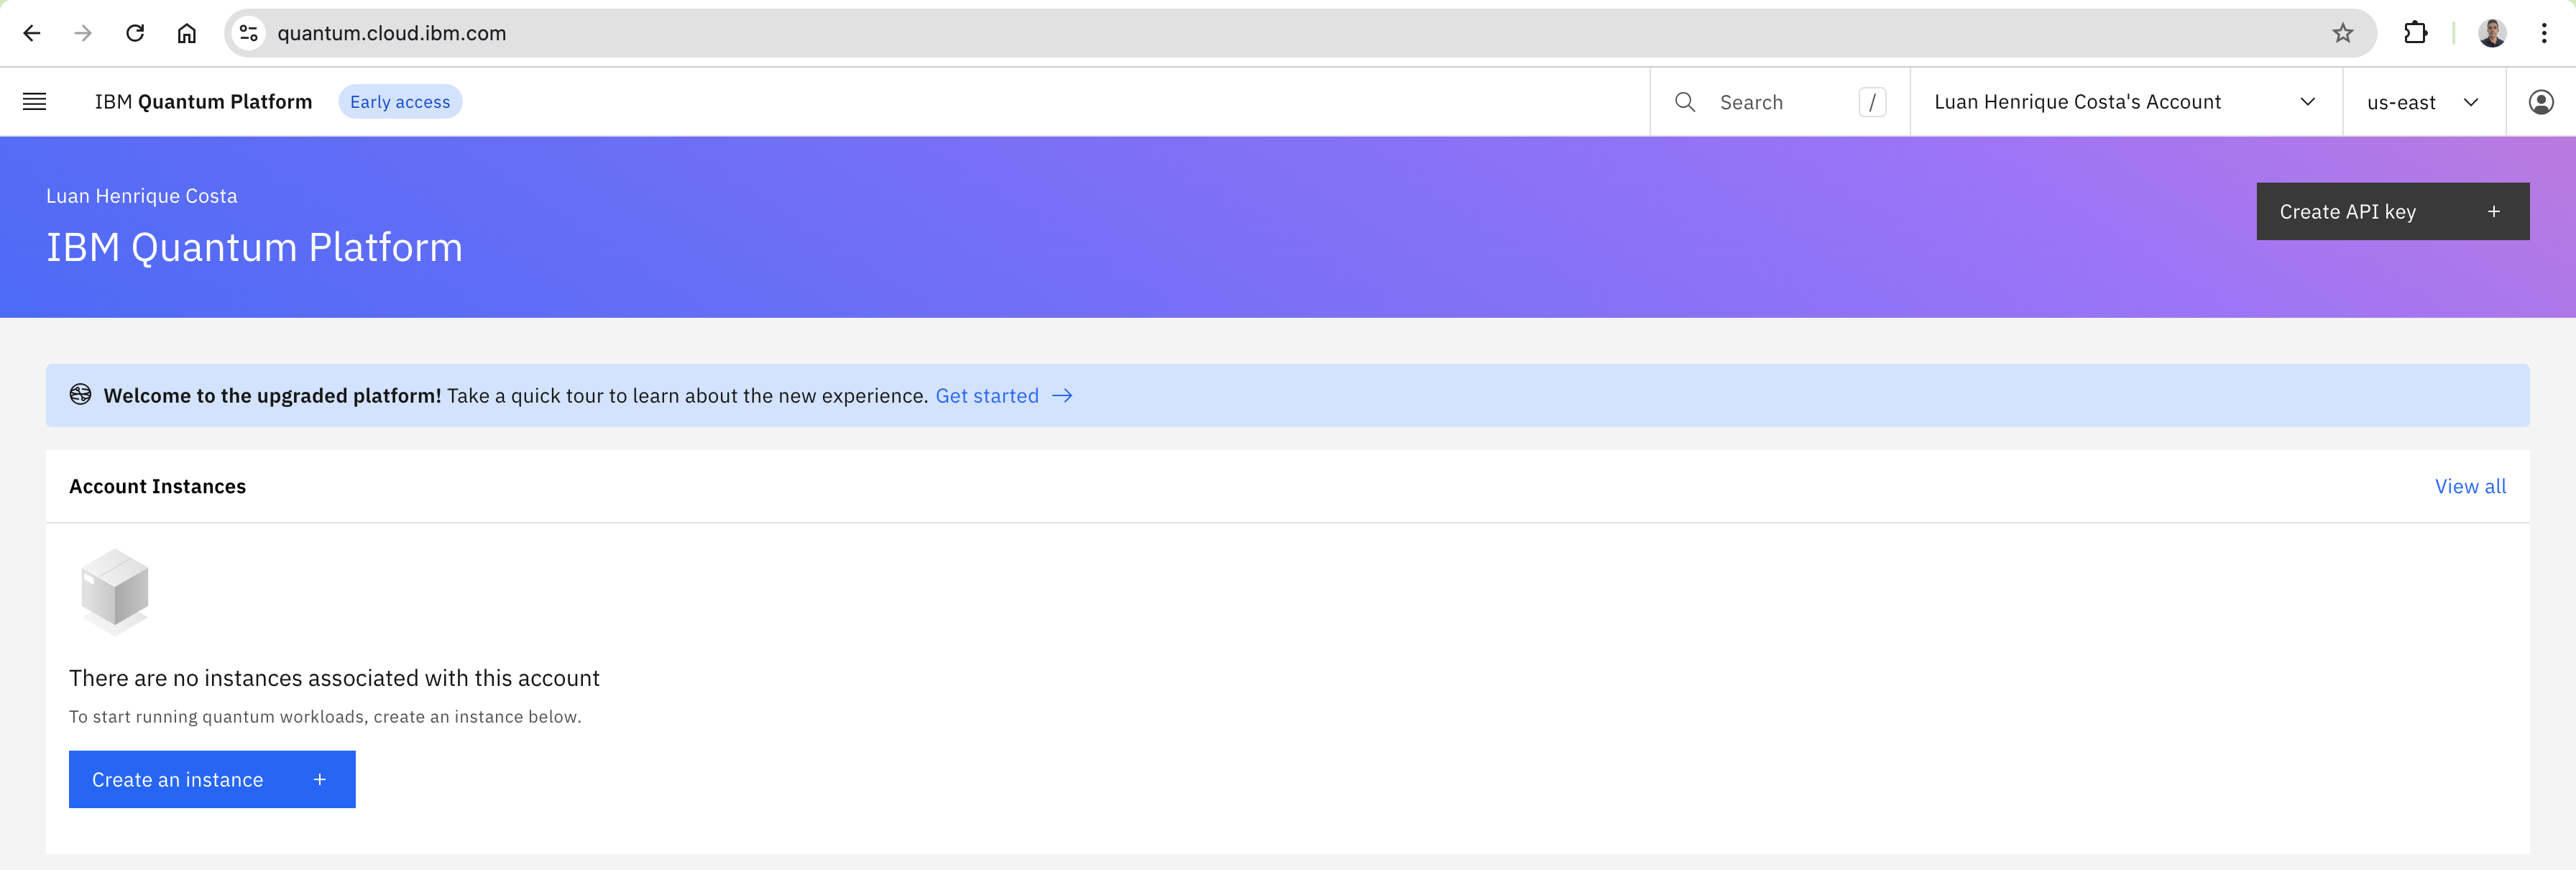 quantum.cloud.ibm.com
IBM Quantum Platform Early access Search / Luan Henrique Costa's Account us-east
Luan Henrique Costa
IBM Quantum Platform
Create API key +
Welcome to the upgraded platform! Take a quick tour to learn about the new experience. Get started →
Account Instances View all
There are no instances associated with this account
To start running quantum workloads, create an instance below.
Create an instance +